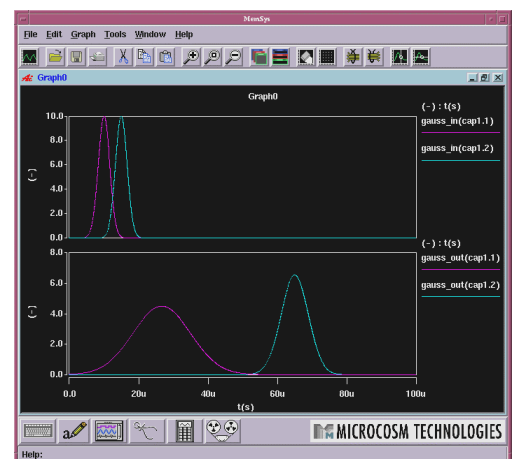 MemSys
File Edit Graph Tools Window Help
Graph0
Graph0
(-) : t(s)
gauss_in(cap1.1)
gauss_in(cap1.2)
10.0
8.0
6.0
4.0
2.0
0.0
(-)
(-) : t(s)
gauss_out(cap1.1)
gauss_out(cap1.2)
8.0
6.0
4.0
2.0
0.0
(-)
0.0 20u 40u 60u 80u 100u
t(s)
MICROCOSM TECHNOLOGIES
Help: